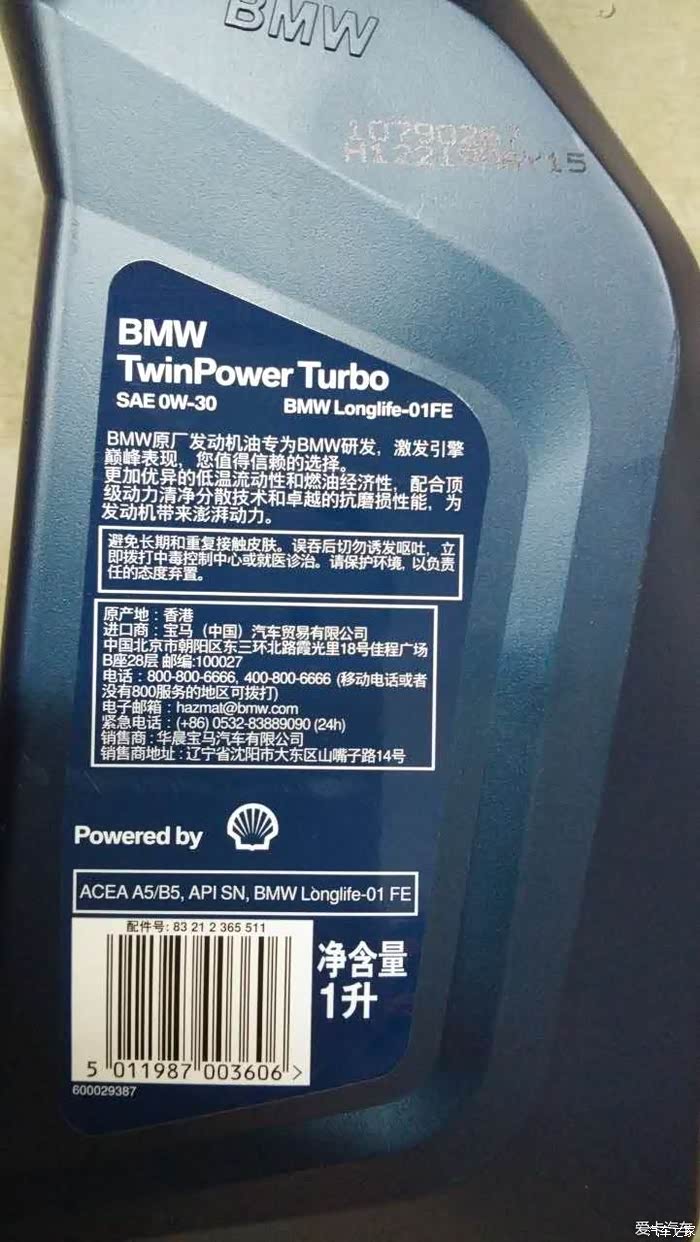 BMW
BMW
TwinPower Turbo
SAE 0W-30 BMW Longlife-01FE
BMW原厂发动机油专为BMW研发，激发引擎
巅峰表现，您值得信赖的选择。
更加优异的低温流动性和燃油经济性，配合顶
级动力清净分散技术和卓越的抗磨损性能，为
发动机带来澎湃动力。
避免长期和重复接触皮肤。误吞后切勿诱发呕吐，立
即拨打中毒控制中心或就医诊治。请保护环境，以负责
任的态度弃置。
原产地：香港
进口商：宝马（中国）汽车贸易有限公司
中国北京市朝阳区东三环北路霞光里18号佳程广场
B座28层 邮编:100027
电话：800-800-6666, 400-800-6666 (移动电话或者
没有800服务的地区可拨打)
电子邮箱：hazmat@bmw.com
紧急电话：(+86) 0532-83889090 (24h)
销售商：华晨宝马汽车有限公司
销售商地址：辽宁省沈阳市大东区山嘴子路14号
Powered by
ACEA A5/B5, API SN, BMW Longlife-01 FE
配件号: 83 21 2 365 511
净含量
1升
5 011987 003606 >
600029387
爱卡汽车